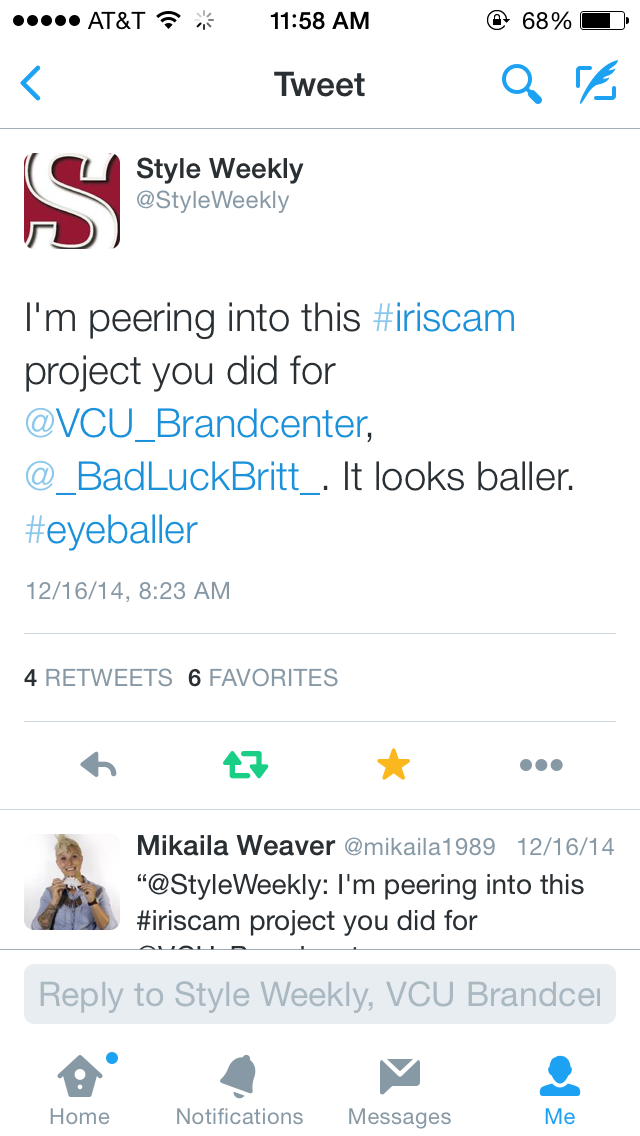 AT&T 11:58 AM 68%
Tweet
S
Style Weekly
@StyleWeekly
I'm peering into this #iriscam
project you did for
@VCU_Brandcenter,
@_BadLuckBritt_. It looks baller.
#eyeballer
12/16/14, 8:23 AM
4 RETWEETS 6 FAVORITES
Mikaila Weaver @mikaila1989 12/16/14
“@StyleWeekly: I'm peering into this
#iriscam project you did for
Reply to Style Weekly, VCU Brandcen
Home Notifications Messages Me